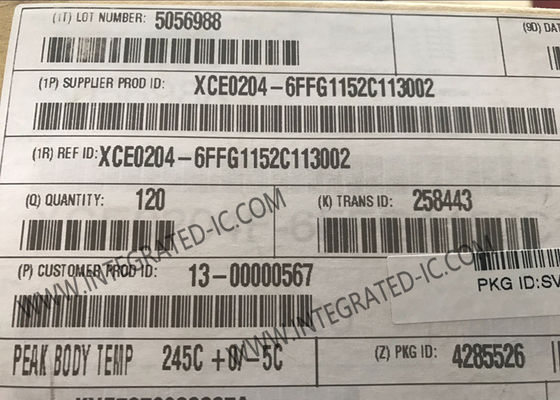 (1T) LOT NUMBER: 5056988
(9D) DAT
(1P) SUPPLIER PROD ID: XCE0204-6FFG1152C113002
(1R) REF ID: XCE0204-6FFG1152C113002
(Q) QUANTITY: 120
(K) TRANS ID: 258443
(P) CUSTOMER PROD ID: 13-00000567
PKG ID:SV
PEAK BODY TEMP 245C +0/-5C
(Z) PKG ID: 4285526
WWW.INTEGRATED-IC.COM
WWW.INTEGRATED-IC.COM